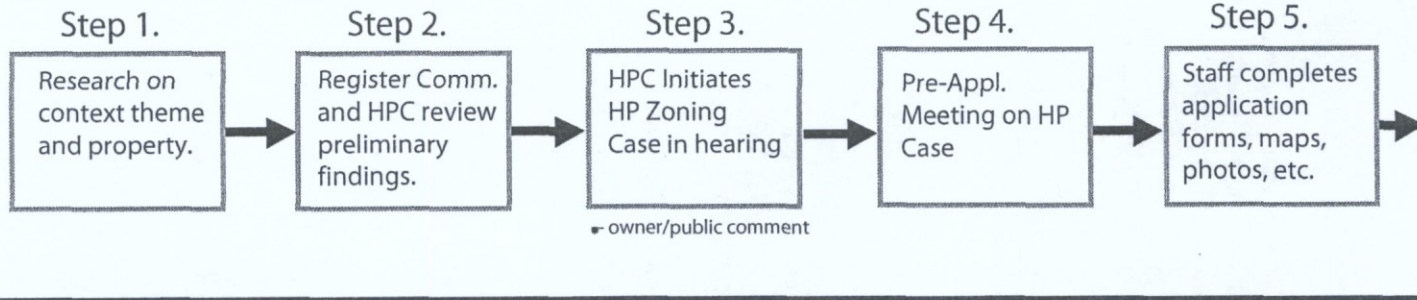 Step 1.
Research on
context theme
and property.
Step 2.
Register Comm.
and HPC review
preliminary
findings.
Step 3.
HPC Initiates
HP Zoning
Case in hearing
owner/public comment
Step 4.
Pre-Appl.
Meeting on HP
Case
Step 5.
Staff completes
application
forms, maps,
photos, etc.